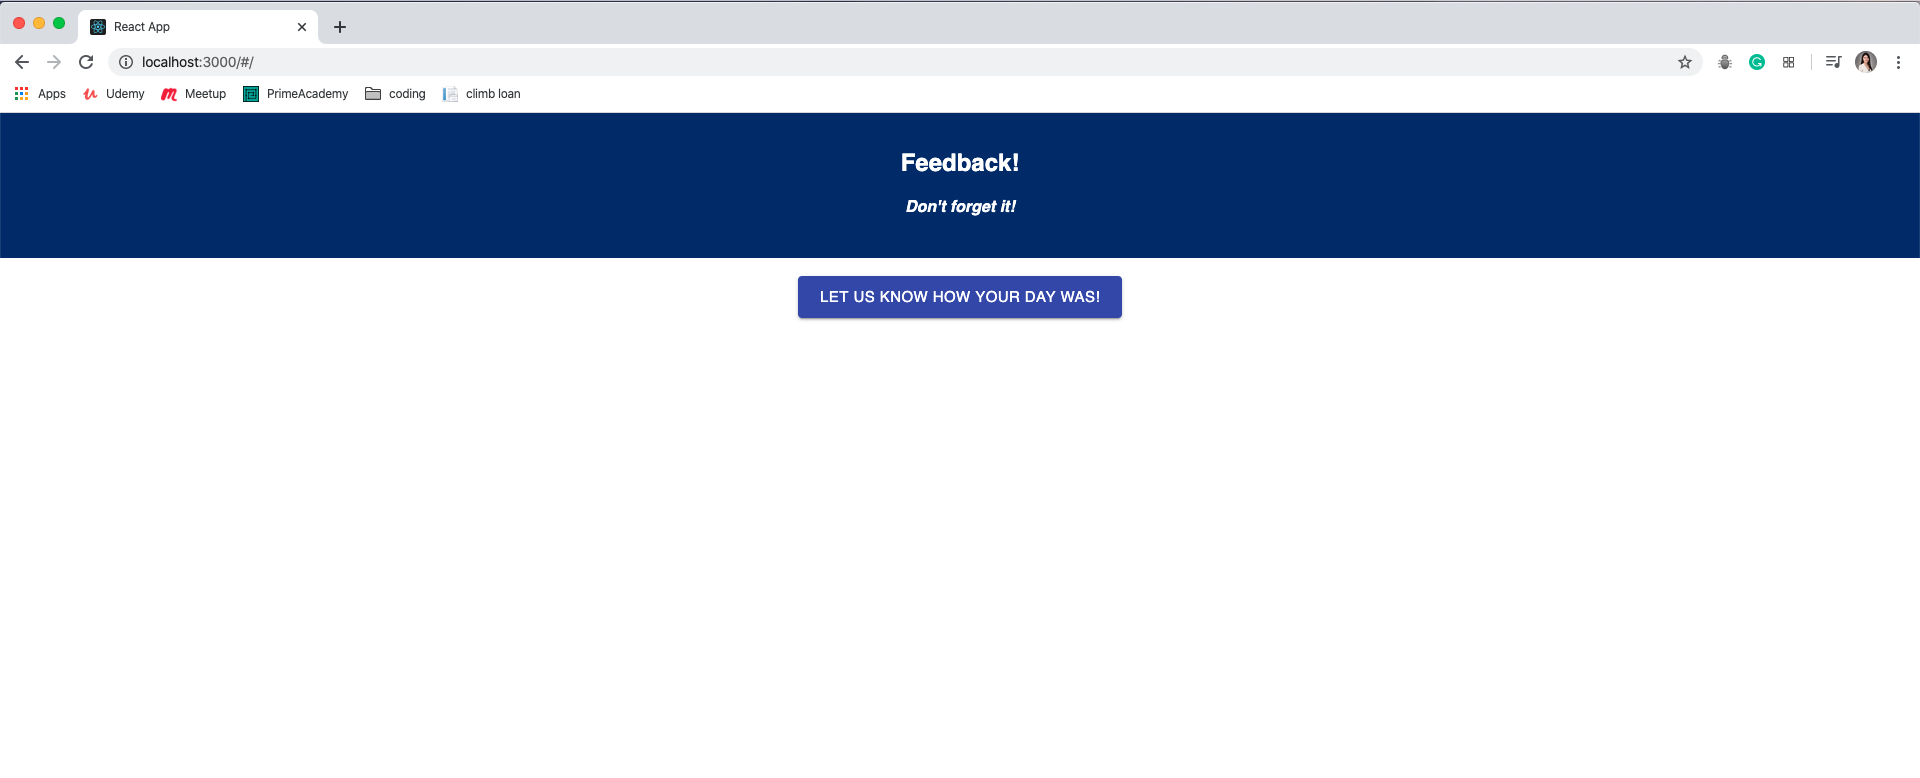 React App
localhost:3000/#/
Apps Udemy Meetup PrimeAcademy coding climb loan
Feedback!
Don't forget it!
LET US KNOW HOW YOUR DAY WAS!